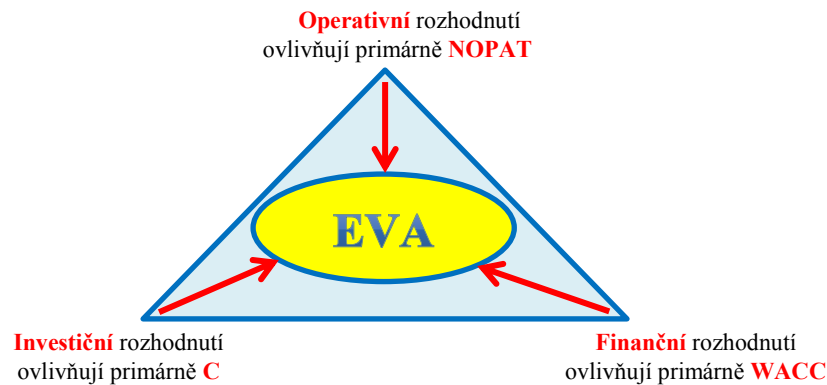 Operativní rozhodnutí
ovlivňují primárně NOPAT
EVA
Investiční rozhodnutí
ovlivňují primárně C
Finanční rozhodnutí
ovlivňují primárně WACC